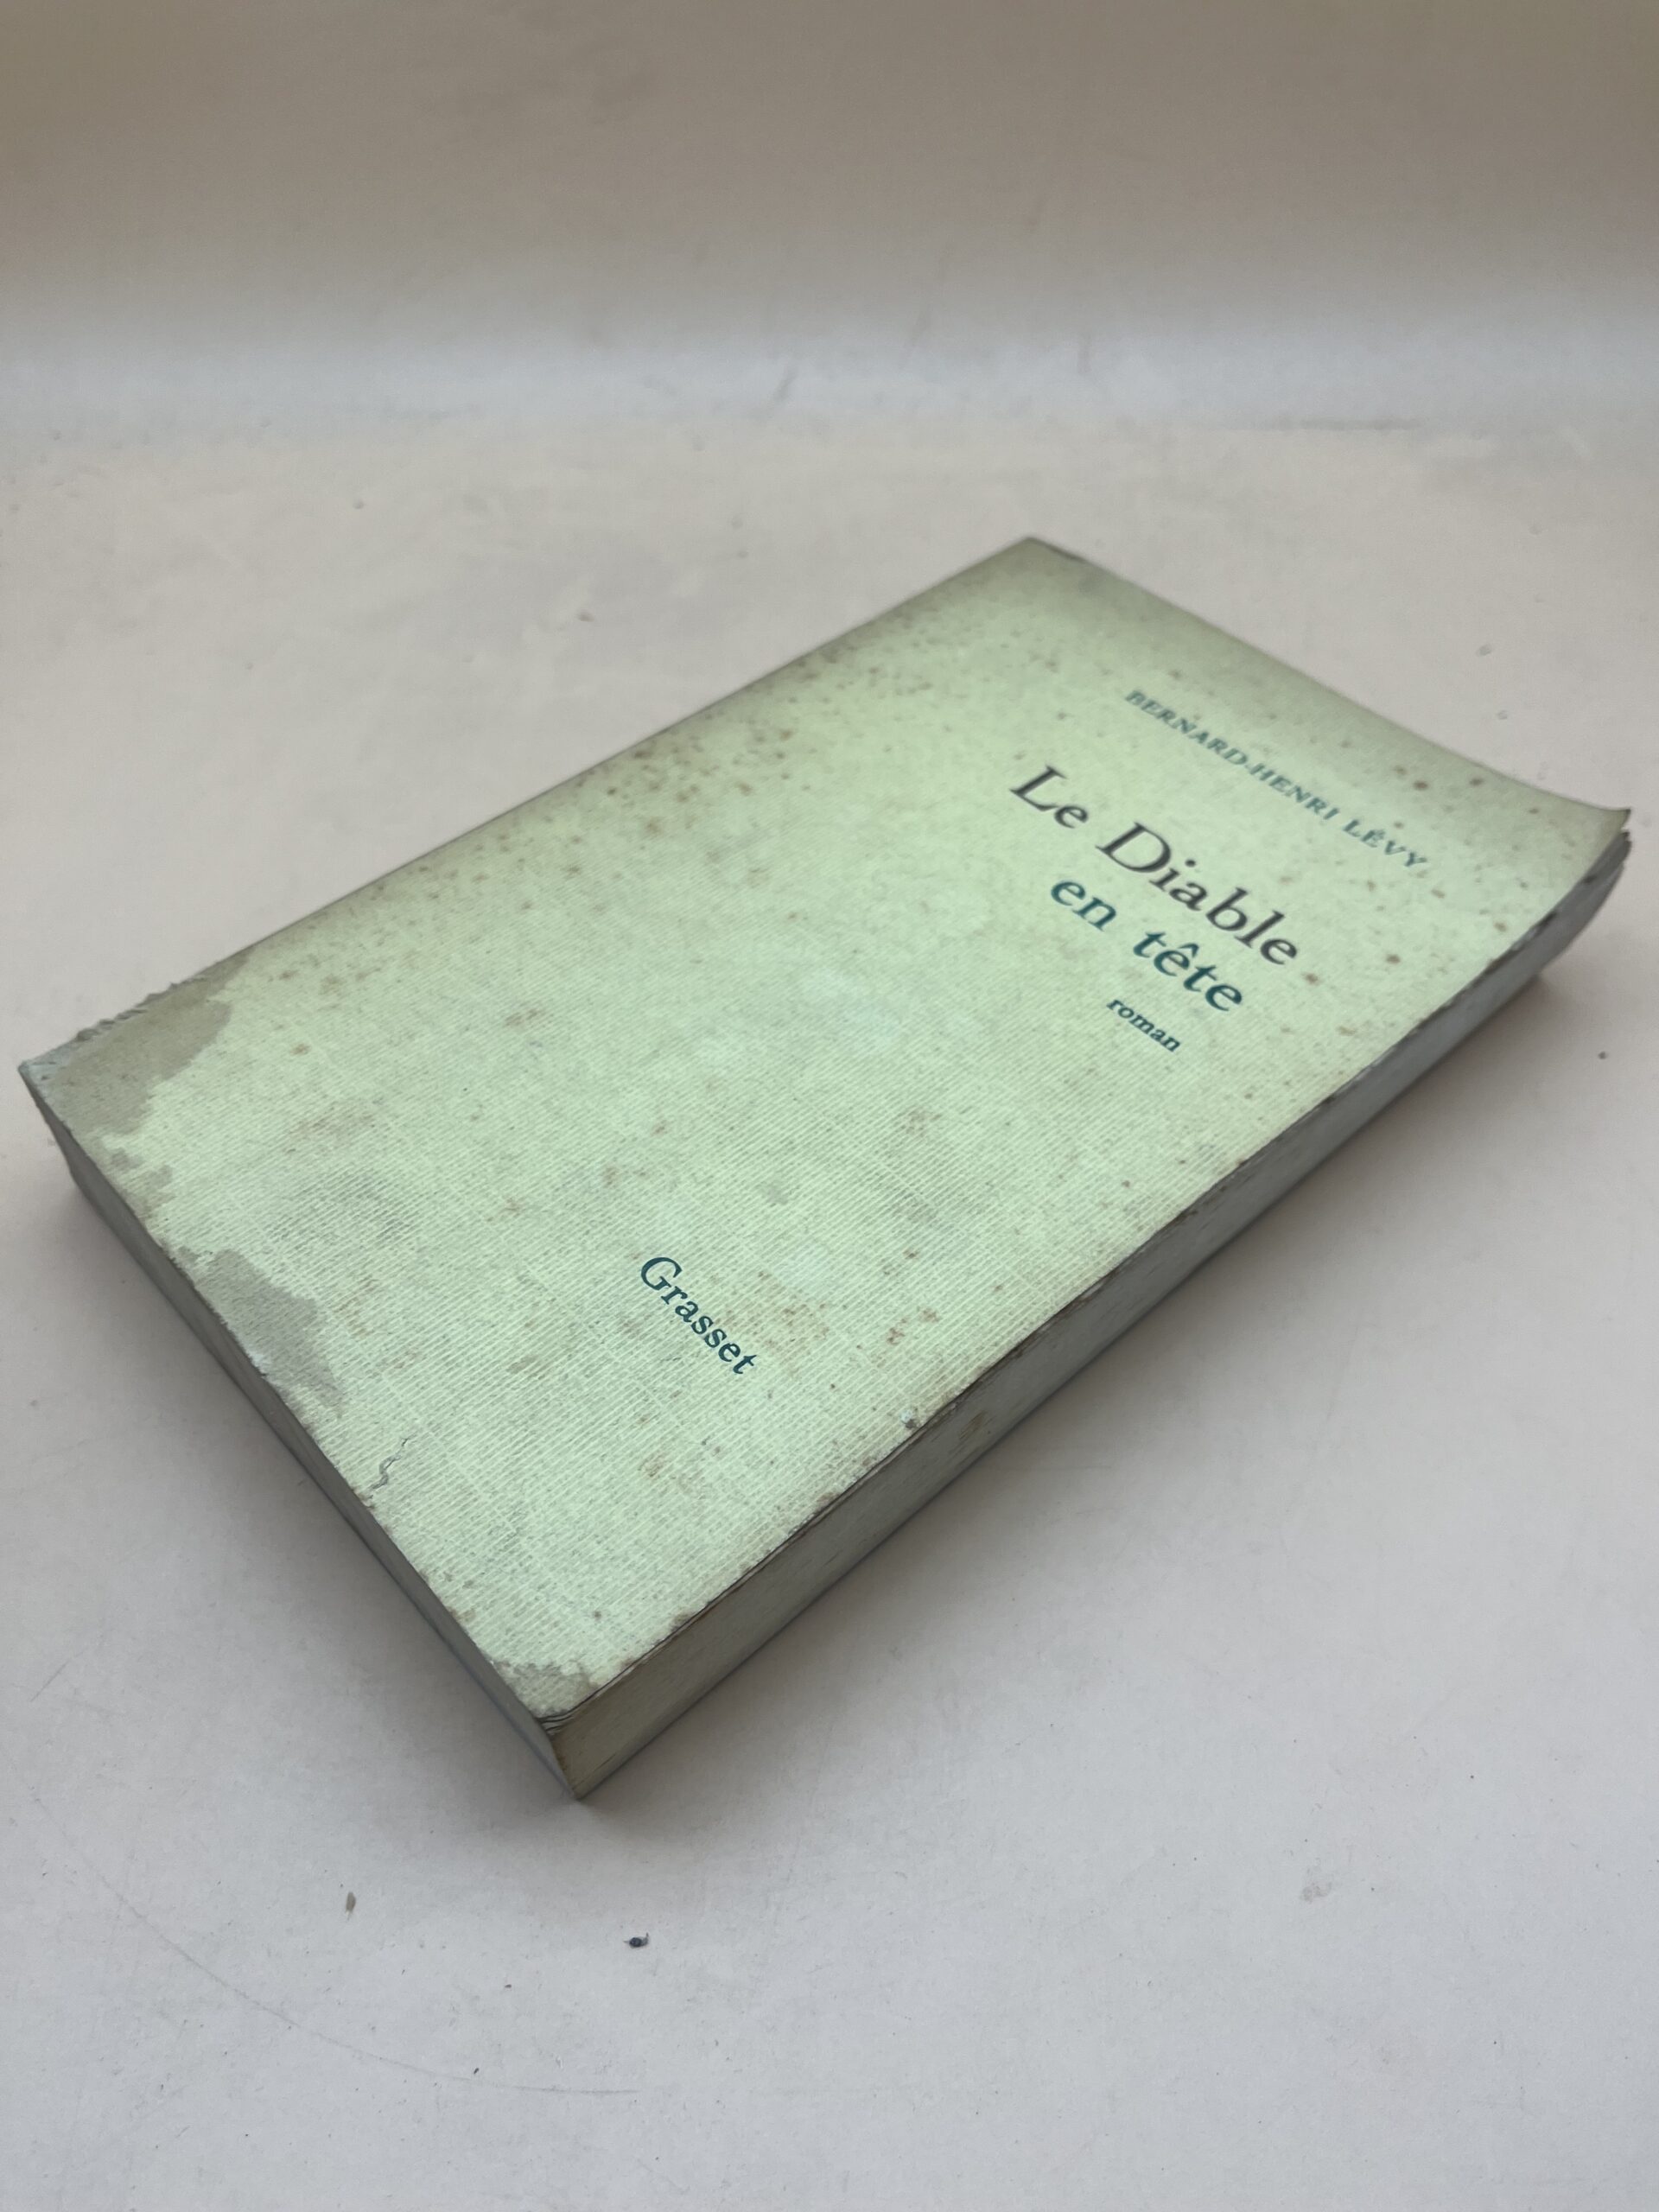 BERNARD-HENRI LÉVY
Le Diable
en tête
roman
Grasset